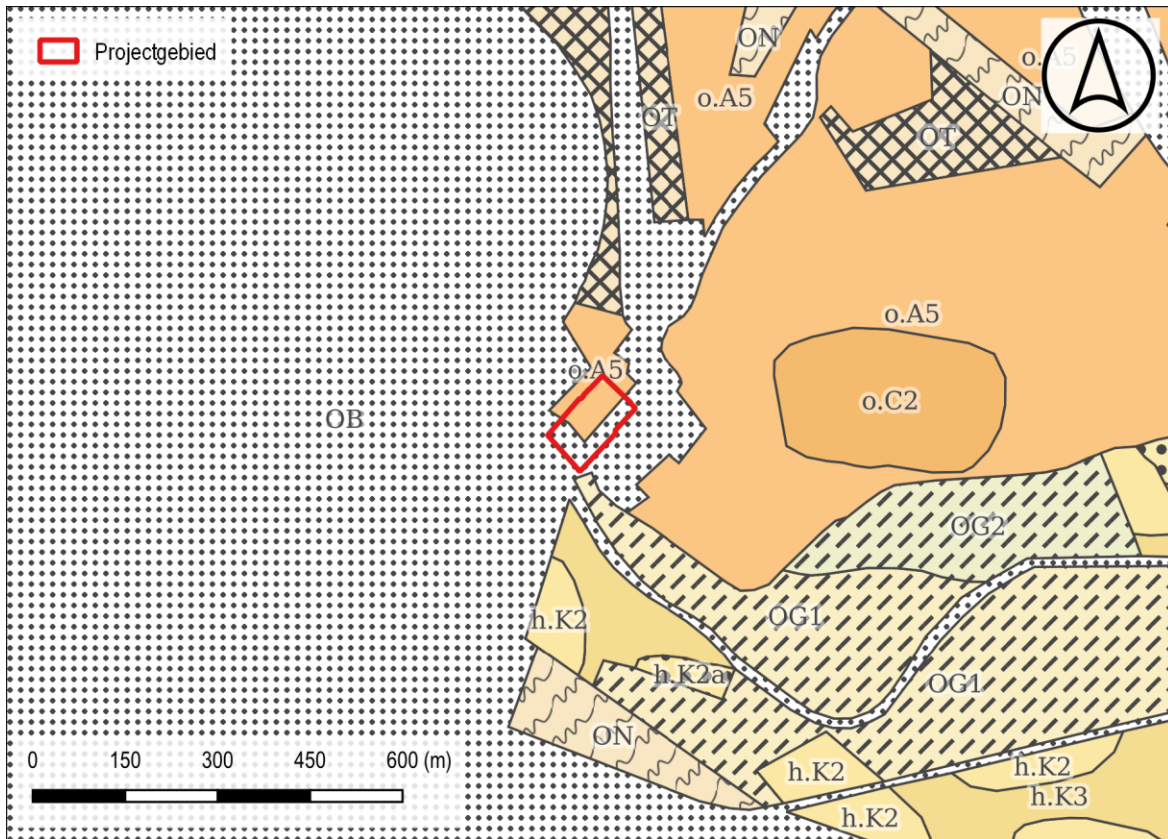 Projectgebied
ON
o.A5
ON
OT
o.A5
OT
o.A5
o.C2
o.A5
OB
OG2
OG1
h.K2
h.K2a
OG1
ON
h.K2
h.K2
h.K3
h.K2
0 150 300 450 600 (m)